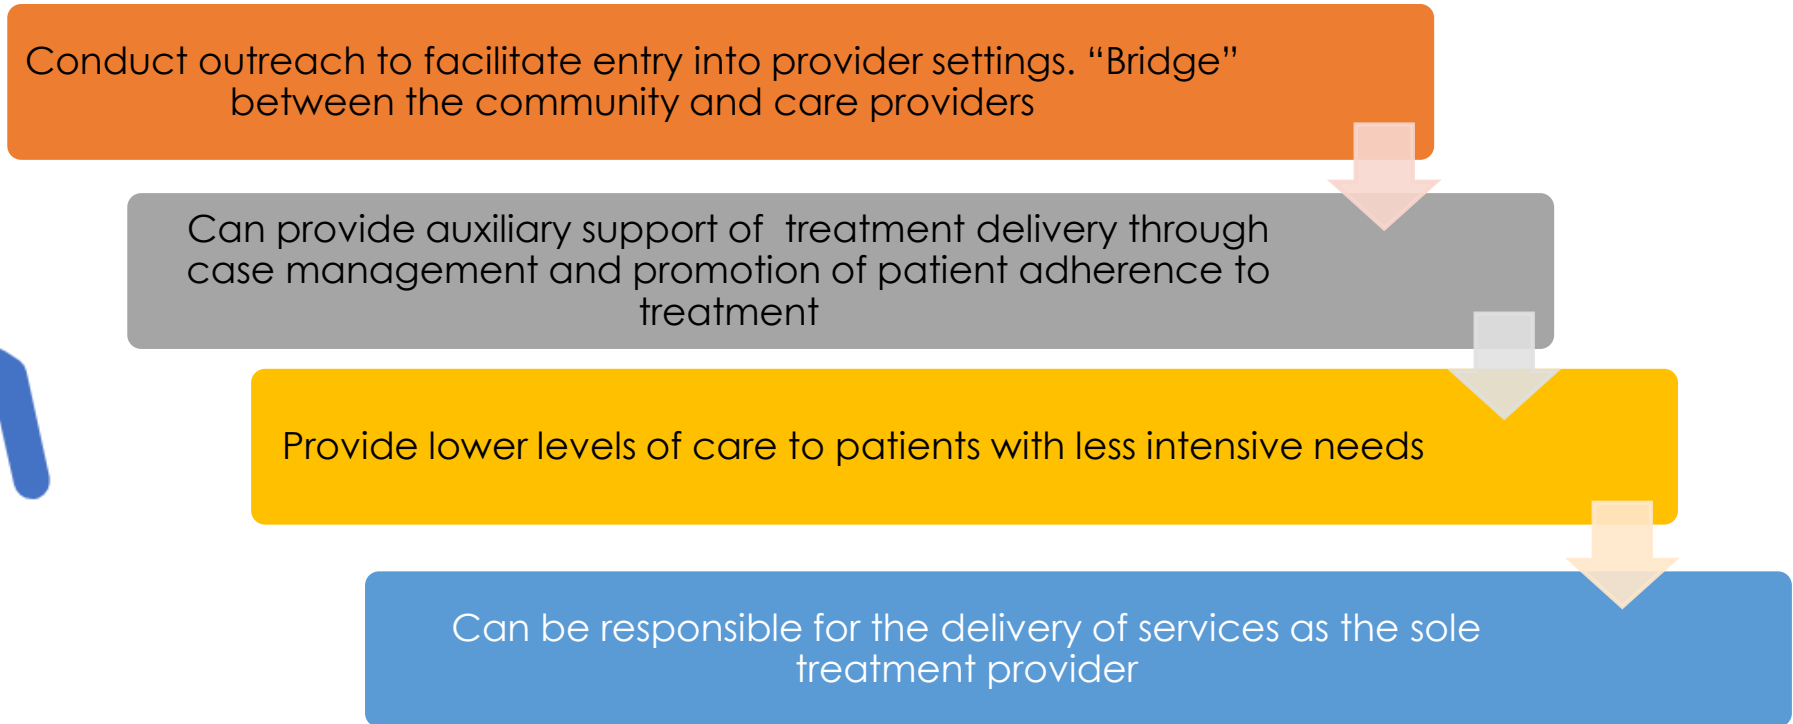 Conduct outreach to facilitate entry into provider settings. “Bridge”
between the community and care providers
Can provide auxiliary support of  treatment delivery through
case management and promotion of patient adherence to
treatment
Provide lower levels of care to patients with less intensive needs
Can be responsible for the delivery of services as the sole
treatment provider